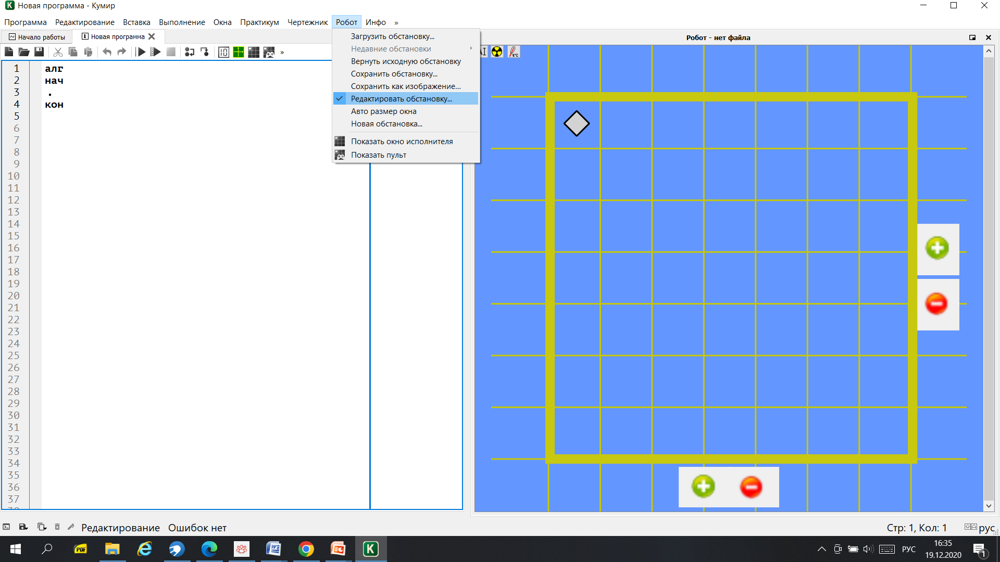 Новая программа - Кумир
Программа Редактирование Вставка Выполнение Окна Практикум Чертежник Робот Инфо »
Начало работы
1 Новая программа
Робот - нет файла
»
Загрузить обстановку...
Недавние обстановки
Вернуть исходную обстановку
Сохранить обстановку...
Сохранить как изображение...
Редактировать обстановку...
Авто размер окна
Новая обстановка...
Показать окно исполнителя
Показать пульт
t°C
1 алг
2 нач
3 .
4 кон
5
6
7
8
9
10
11
12
13
14
15
16
17
18
19
20
21
22
23
24
25
26
27
28
29
30
31
32
33
34
35
36
37
Редактирование Ошибок нет
Стр: 1, Кол: 1
рус
PDF
РУС
16:35
19.12.2020
1